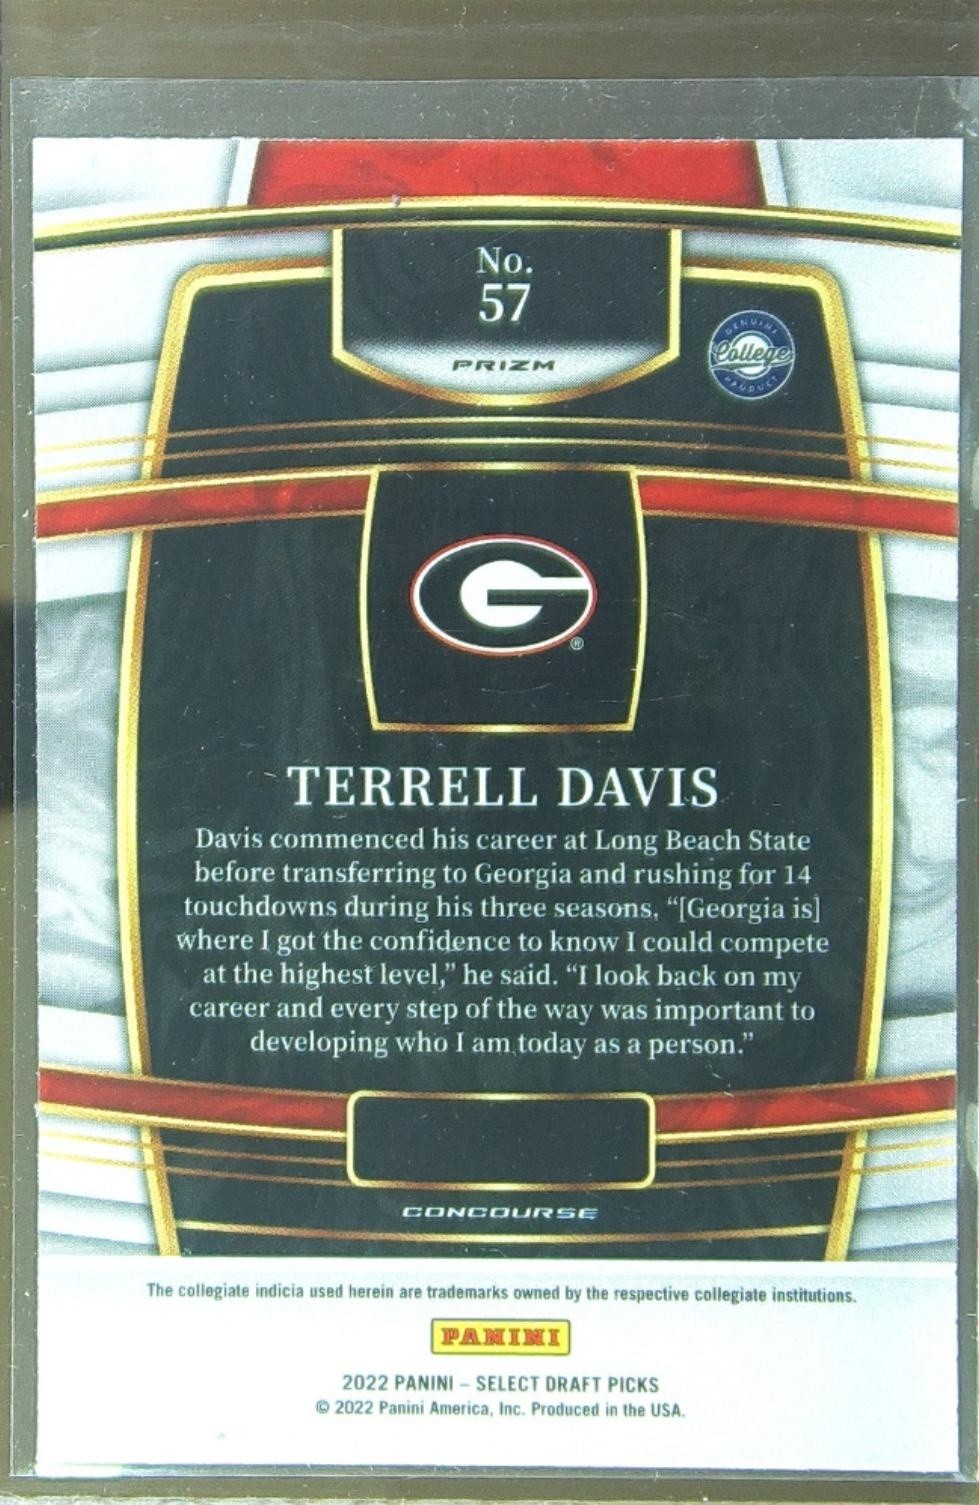 No.
57
PRIZM
GENUINE
College
PRODUCT
G
®
TERRELL DAVIS
Davis commenced his career at Long Beach State
before transferring to Georgia and rushing for 14
touchdowns during his three seasons, “[Georgia is]
where I got the confidence to know I could compete
at the highest level,” he said. “I look back on my
career and every step of the way was important to
developing who I am today as a person.”
CONCOURSE
The collegiate indicia used herein are trademarks owned by the respective collegiate institutions.
PANINI
2022 PANINI – SELECT DRAFT PICKS
© 2022 Panini America, Inc. Produced in the USA.